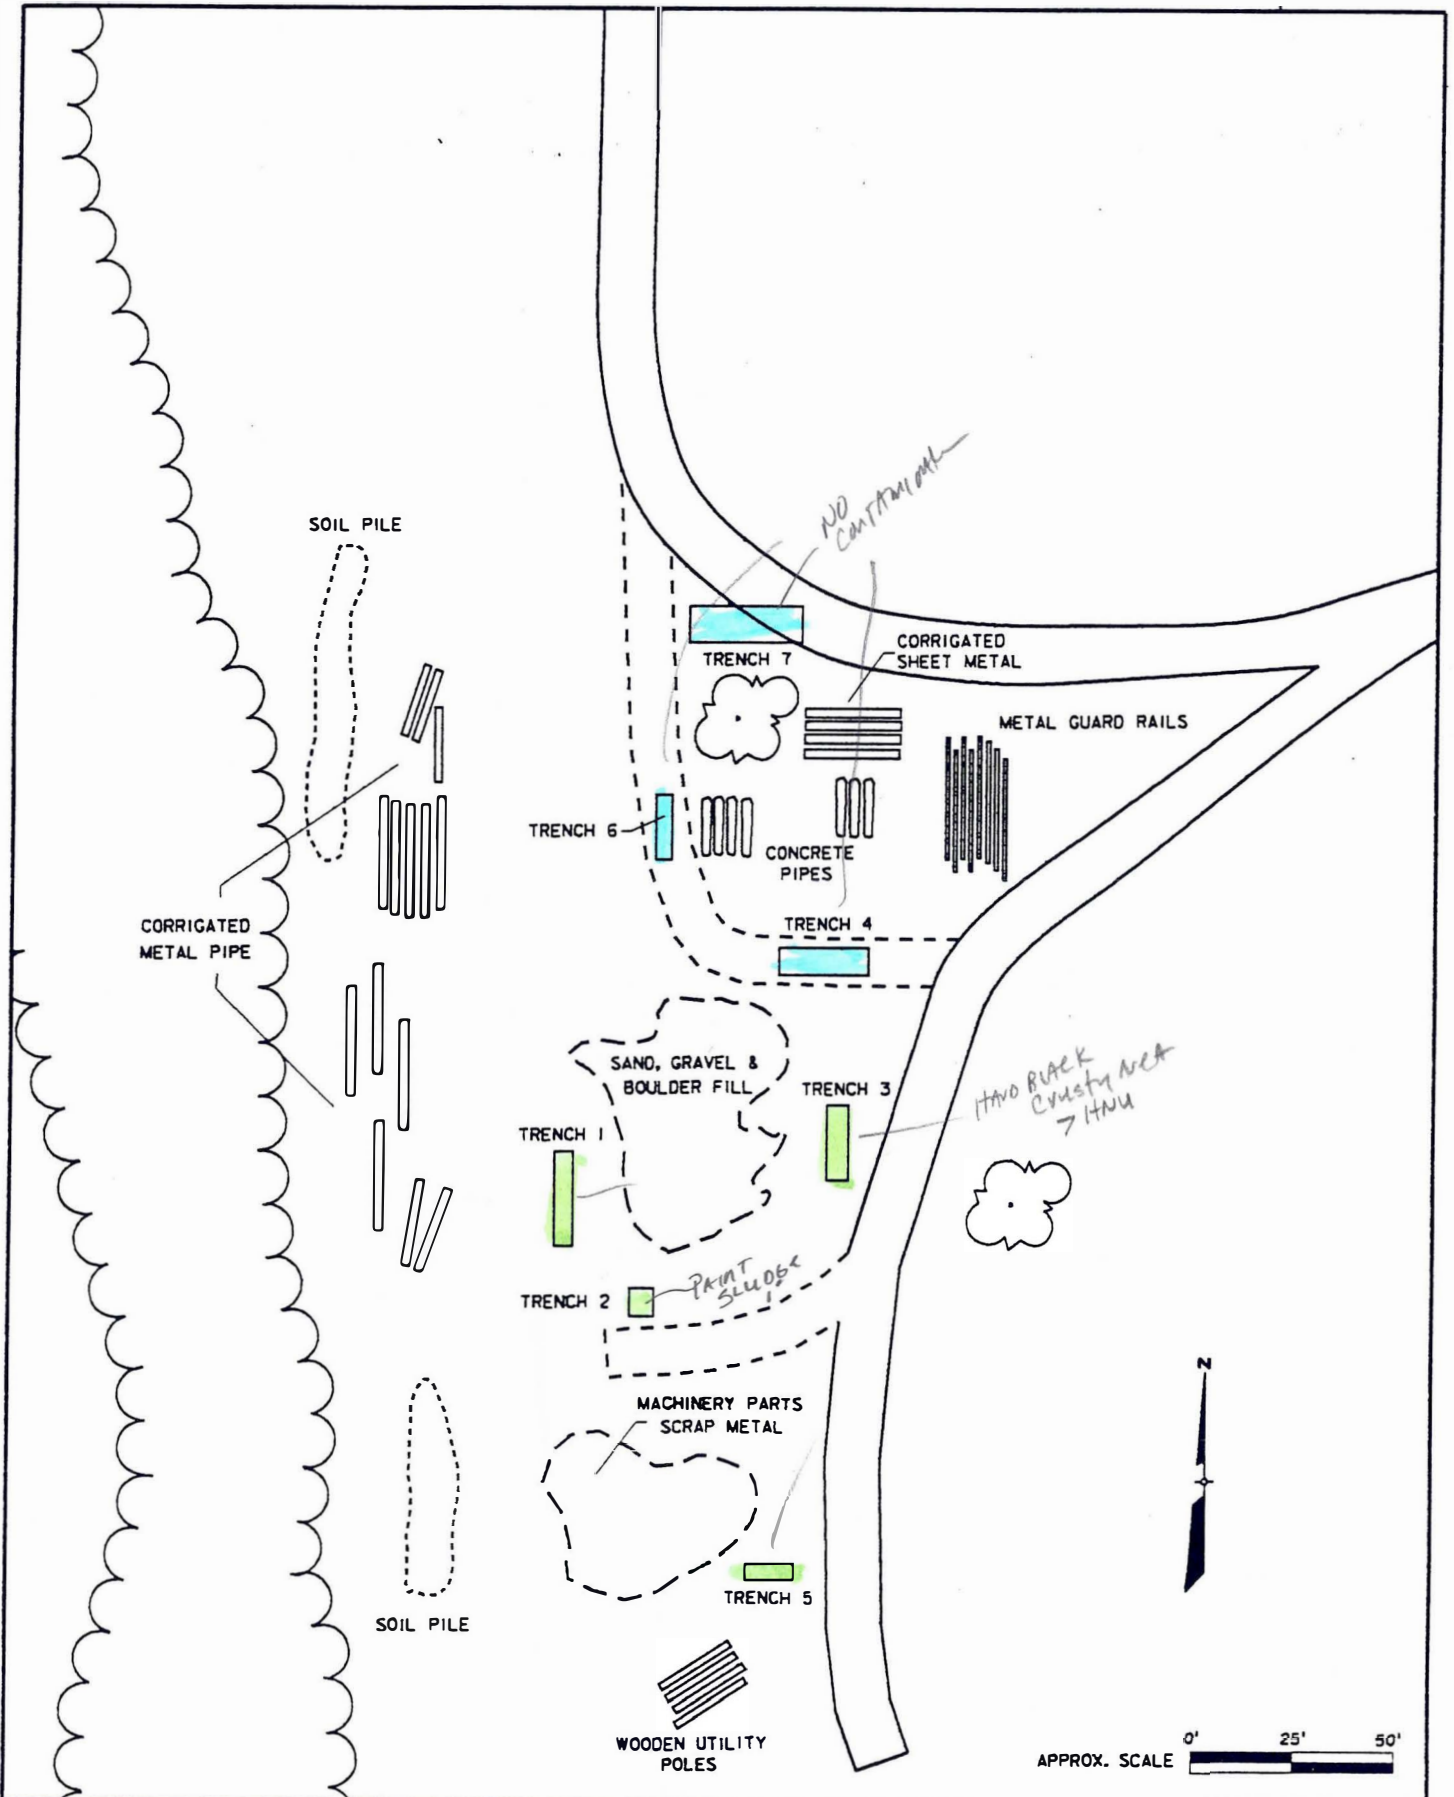 NO
SOIL PILE
CORRIGATED
SHEET METAL
TRENCH 7
METAL GUARD RAILS
TRENCH 6
CONCRETE
PIPES
CORRIGATED
METAL PIPE
TRENCH 4
SAND, GRAVEL &
BOULDER FILL
TRENCH 3
HARD BLACK
Crusty AREA
> HNU
TRENCH 1
PAINT
SLUDGE
TRENCH 2
MACHINERY PARTS
SCRAP METAL
N
TRENCH 5
SOIL PILE
WOODEN UTILITY
POLES
0' 25' 50'
APPROX. SCALE